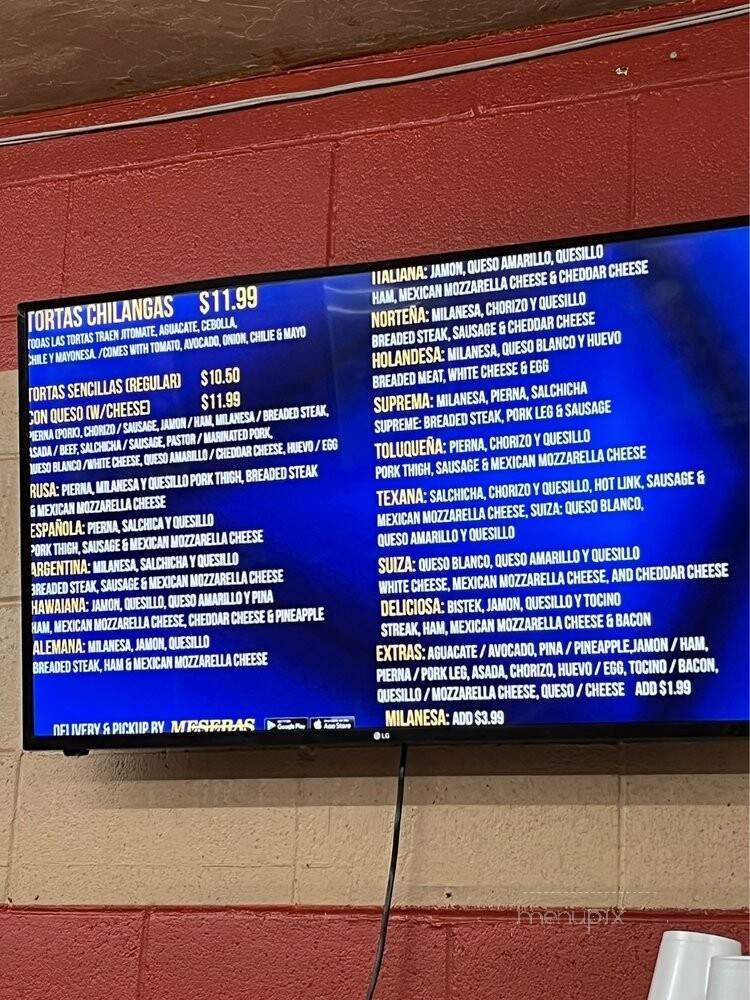 TORTAS CHILANGAS $11.99
TODAS LAS TORTAS TRAEN JITOMATE, AGUACATE, CEBOLLA,
CHILE Y MAYONESA. /COMES WITH TOMATO, AVOCADO, ONION, CHILIE & MAYO
TORTAS SENCILLAS (REGULAR) $10.50
CON QUESO (W/CHEESE) $11.99
PIERNA (PORK), CHORIZO / SAUSAGE, JAMON / HAM, MILANESA / BREADED STEAK,
ASADA / BEEF, SALCHICHA / SAUSAGE, PASTOR / MARINATED PORK,
QUESO BLANCO /WHITE CHEESE, QUESO AMARILLO / CHEDDAR CHEESE, HUEVO / EGG
RUSA: PIERNA, MILANESA Y QUESILLO PORK THIGH, BREADED STEAK
& MEXICAN MOZZARELLA CHEESE
ESPAÑOLA: PIERNA, SALCHICA Y QUESILLO
PORK THIGH, SAUSAGE & MEXICAN MOZZARELLA CHEESE
ARGENTINA: MILANESA, SALCHICHA Y QUESILLO
BREADED STEAK, SAUSAGE & MEXICAN MOZZARELLA CHEESE
HAWAIANA: JAMON, QUESILLO, QUESO AMARILLO Y PINA
HAM, MEXICAN MOZZARELLA CHEESE, CHEDDAR CHEESE & PINEAPPLE
ALEMANA: MILANESA, JAMON, QUESILLO
BREADED STEAK, HAM & MEXICAN MOZZARELLA CHEESE
DELIVERY & PICKUP BY MESERAS Google Play App Store
ITALIANA: JAMON, QUESO AMARILLO, QUESILLO
HAM, MEXICAN MOZZARELLA CHEESE & CHEDDAR CHEESE
NORTEÑA: MILANESA, CHORIZO Y QUESILLO
BREADED STEAK, SAUSAGE & CHEDDAR CHEESE
HOLANDESA: MILANESA, QUESO BLANCO Y HUEVO
BREADED MEAT, WHITE CHEESE & EGG
SUPREMA: MILANESA, PIERNA, SALCHICHA
SUPREME: BREADED STEAK, PORK LEG & SAUSAGE
TOLUQUEÑA: PIERNA, CHORIZO Y QUESILLO
PORK THIGH, SAUSAGE & MEXICAN MOZZARELLA CHEESE
TEXANA: SALCHICHA, CHORIZO Y QUESILLO, HOT LINK, SAUSAGE &
MEXICAN MOZZARELLA CHEESE, SUIZA: QUESO BLANCO,
QUESO AMARILLO Y QUESILLO
SUIZA: QUESO BLANCO, QUESO AMARILLO Y QUESILLO
WHITE CHEESE, MEXICAN MOZZARELLA CHEESE, AND CHEDDAR CHEESE
DELICIOSA: BISTEK, JAMON, QUESILLO Y TOCINO
STREAK, HAM, MEXICAN MOZZARELLA CHEESE & BACON
EXTRAS: AGUACATE / AVOCADO, PINA / PINEAPPLE,JAMON / HAM,
PIERNA / PORK LEG, ASADA, CHORIZO, HUEVO / EGG, TOCINO / BACON,
QUESILLO / MOZZARELLA CHEESE, QUESO / CHEESE ADD $1.99
MILANESA: ADD $3.99
LG
menupix